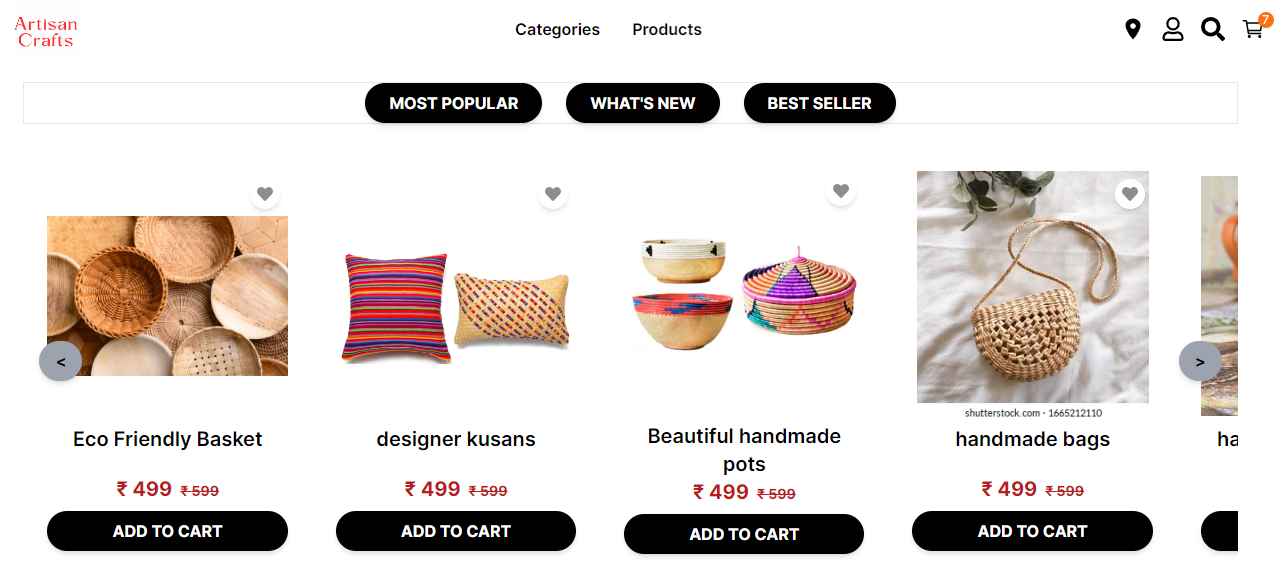 Artisan
Crafts
Categories
Products
7
MOST POPULAR
WHAT'S NEW
BEST SELLER
<
>
shutterstock.com · 1665212110
Eco Friendly Basket
designer kusans
Beautiful handmade
pots
handmade bags
ha
₹ 499 ₹ 599
₹ 499 ₹ 599
₹ 499 ₹ 599
₹ 499 ₹ 599
ADD TO CART
ADD TO CART
ADD TO CART
ADD TO CART